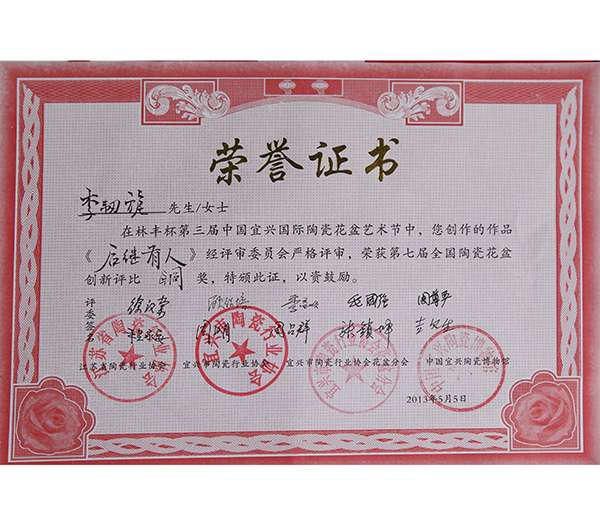 荣誉证书
李韧旎 先生/女士
在林丰杯第三届中国宜兴国际陶瓷花盆艺术节中，您创作的作品
《后继有人》经评审委员会严格评审，荣获第七届全国陶瓷花盆
创新评比 铜 奖，特颁此证，以资鼓励。
评委签名
江苏省陶瓷行业协会 宜兴市陶瓷行业协会 宜兴市陶瓷行业协会花盆分会 中国宜兴陶瓷博物馆
2013年5月5日